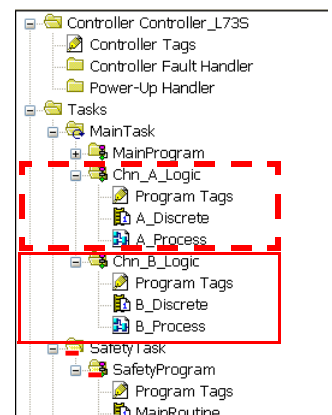 Controller Controller_L73S
Controller Tags
Controller Fault Handler
Power-Up Handler
Tasks
MainTask
MainProgram
Chn_A_Logic
Program Tags
A_Discrete
A_Process
Chn_B_Logic
Program Tags
B_Discrete
B_Process
SafetyTask
SafetyProgram
Program Tags
MainRoutine